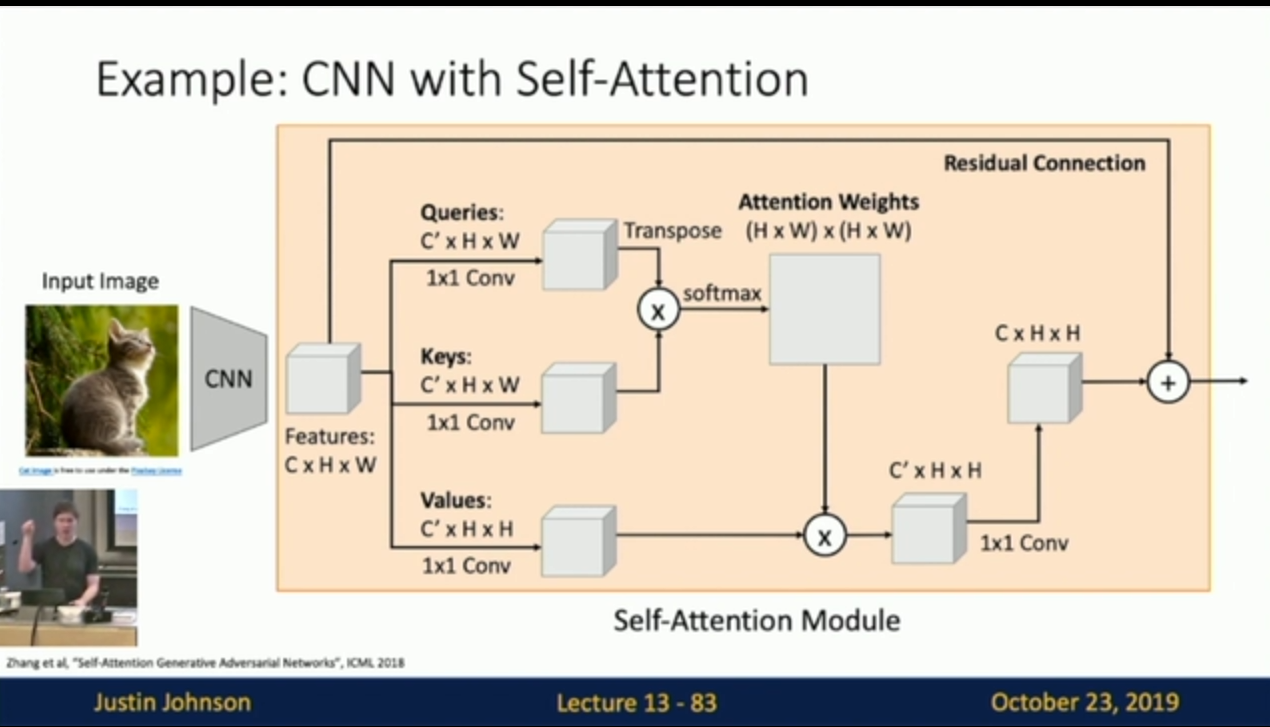 Example: CNN with Self-Attention
Residual Connection
Attention Weights
(H x W) x (H x W)
Queries:
C’ x H x W
1x1 Conv
Transpose
X
softmax
Input Image
CNN
Cat image is free to use under the Pixabay License
Features:
C x H x W
Keys:
C’ x H x W
1x1 Conv
Values:
C’ x H x H
1x1 Conv
X
C’ x H x H
1x1 Conv
C x H x H
+
Self-Attention Module
Zhang et al, "Self-Attention Generative Adversarial Networks", ICML 2018
Justin Johnson
Lecture 13 - 83
October 23, 2019